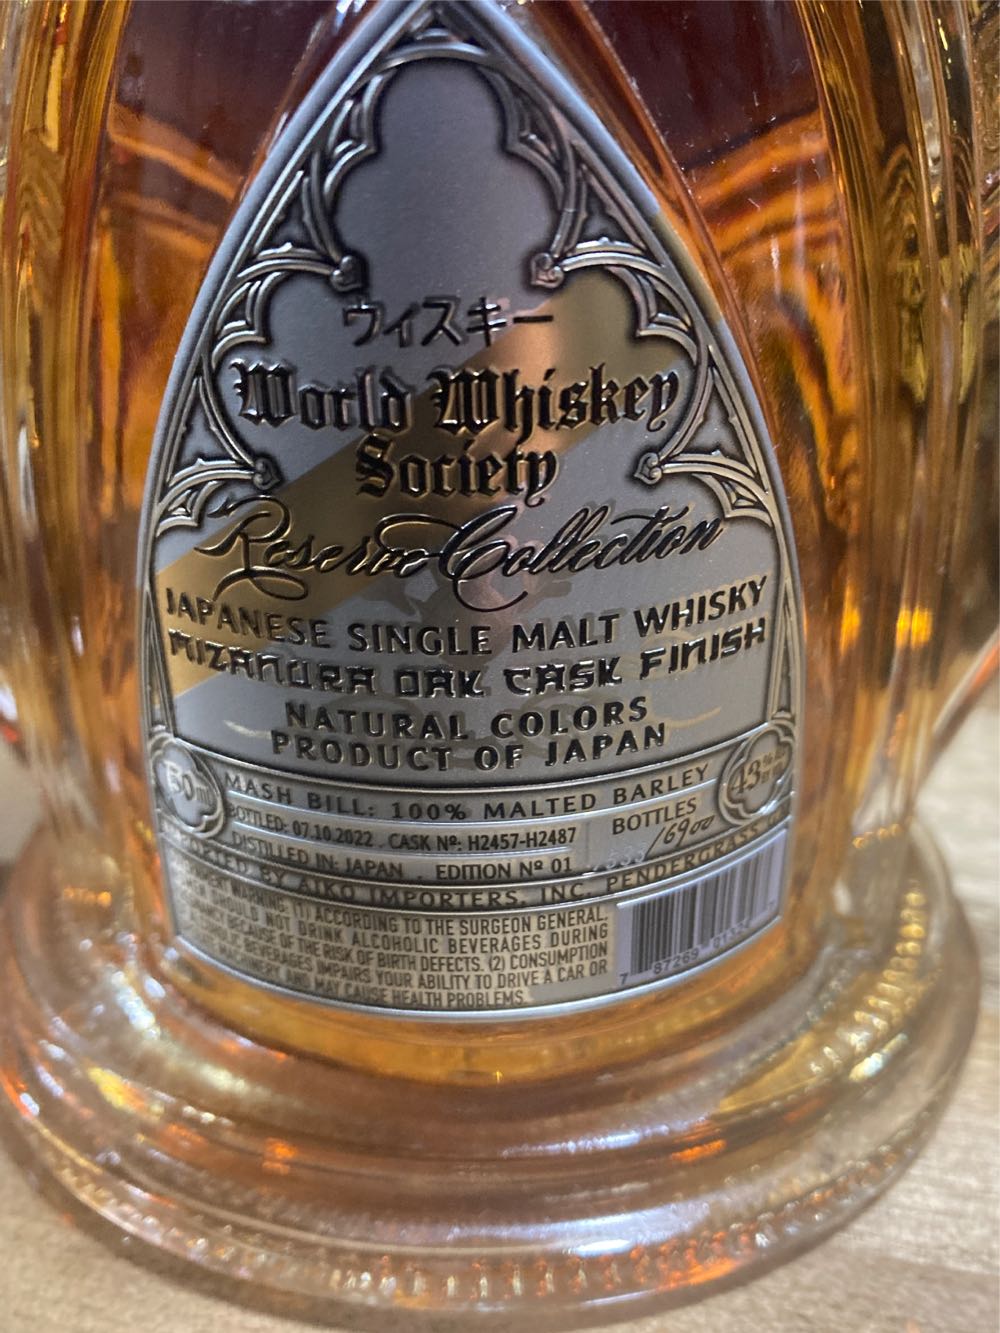 ウィスキー
World Whiskey
Society
Reserve Collection
JAPANESE SINGLE MALT WHISKY
MIZANURA OAK CASK FINISH
NATURAL COLORS
PRODUCT OF JAPAN
50ml
43%
MASH BILL: 100% MALTED BARLEY
BOTTLED: 07.10.2022 CASK Nº: H2457-H2487
BOTTLES
/6900
DISTILLED IN: JAPAN EDITION Nº 01
BY AIKO IMPORTERS, INC. PENDERGRASS
WARNING: (1) ACCORDING TO THE SURGEON GENERAL,
SHOULD NOT DRINK ALCOHOLIC BEVERAGES DURING
BECAUSE OF THE RISK OF BIRTH DEFECTS. (2) CONSUMPTION
BEVERAGES IMPAIRS YOUR ABILITY TO DRIVE A CAR OR
MACHINERY AND MAY CAUSE HEALTH PROBLEMS.
7 87269